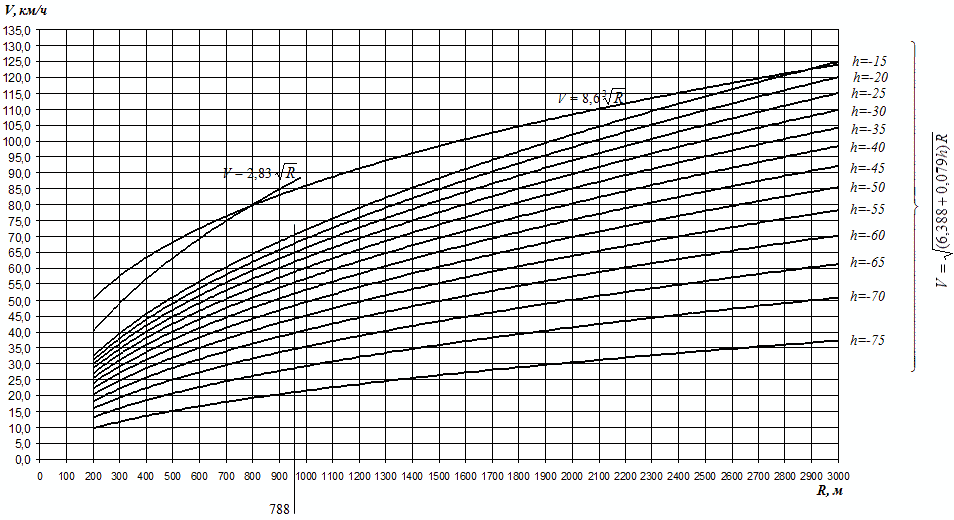 V, км/ч
135,0
130,0
125,0
120,0
115,0
110,0
105,0
100,0
95,0
90,0
85,0
80,0
75,0
70,0
65,0
60,0
55,0
50,0
45,0
40,0
35,0
30,0
25,0
20,0
15,0
10,0
5,0
0,0
V = 8,6∛R
V = 2,83√R
h=-15
h=-20
h=-25
h=-30
h=-35
h=-40
h=-45
h=-50
h=-55
h=-60
h=-65
h=-70
h=-75
V = √(6,388 + 0,079h)R
0 100 200 300 400 500 600 700 800 900 1000 1100 1200 1300 1400 1500 1600 1700 1800 1900 2000 2100 2200 2300 2400 2500 2600 2700 2800 2900 3000
R, м
788